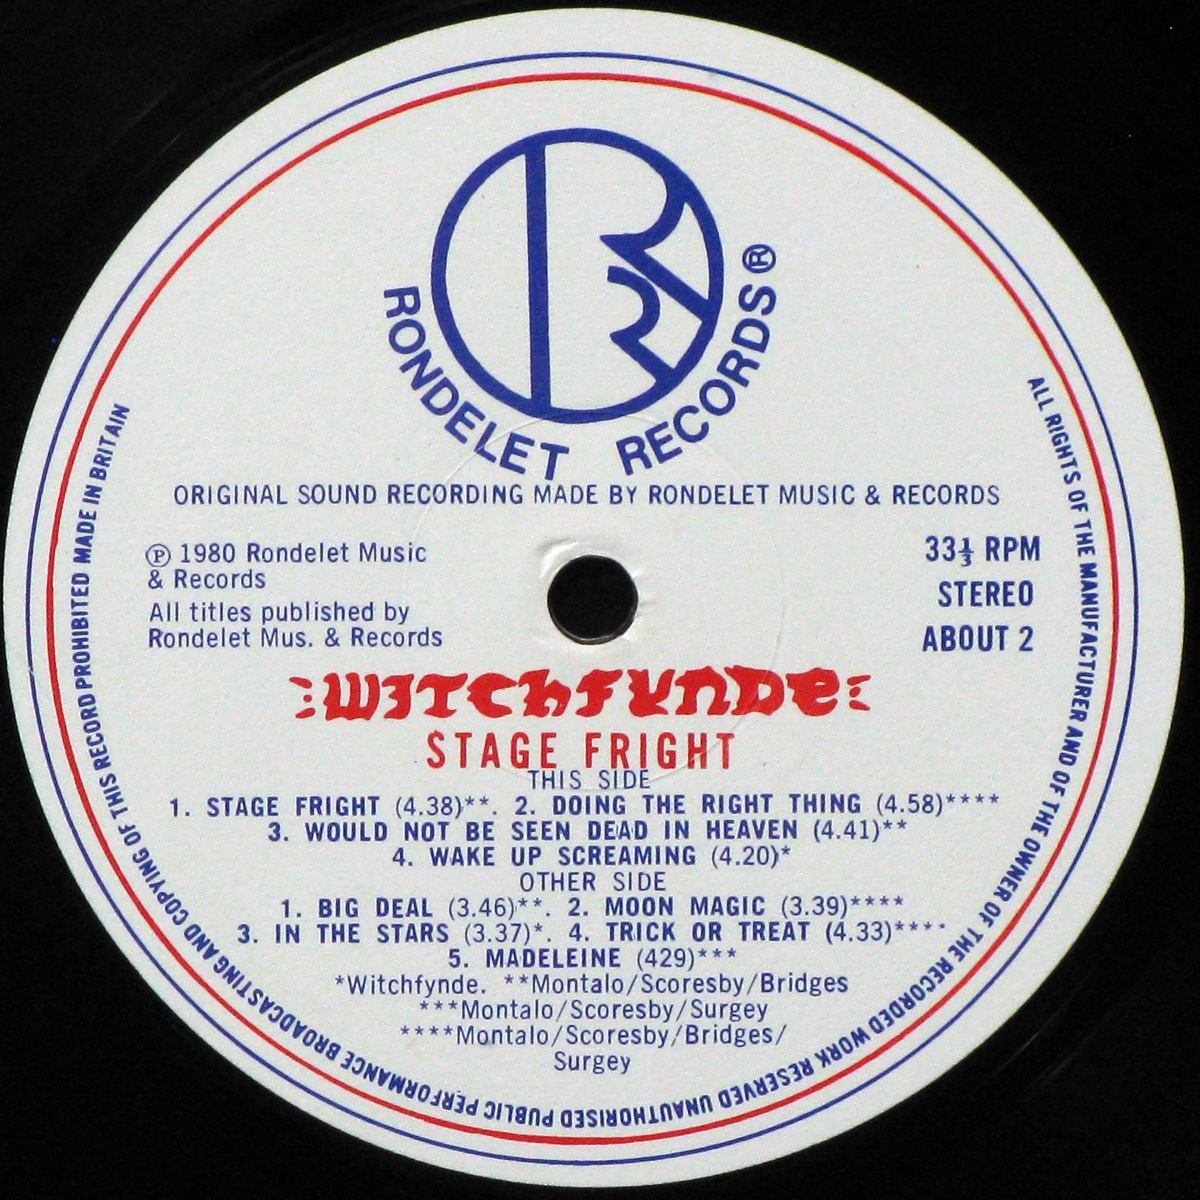 RONDELET RECORDS®
ORIGINAL SOUND RECORDING MADE BY RONDELET MUSIC & RECORDS
℗ 1980 Rondelet Music
& Records
All titles published by
Rondelet Mus. & Records
33⅓ RPM
STEREO
ABOUT 2
WITCHFYNDE
STAGE FRIGHT
THIS SIDE
1. STAGE FRIGHT (4.38)**. 2. DOING THE RIGHT THING (4.58)****
3. WOULD NOT BE SEEN DEAD IN HEAVEN (4.41)**
4. WAKE UP SCREAMING (4.20)*
OTHER SIDE
1. BIG DEAL (3.46)**. 2. MOON MAGIC (3.39)****
3. IN THE STARS (3.37)*. 4. TRICK OR TREAT (4.33)****
5. MADELEINE (429)***
*Witchfynde. **Montalo/Scoresby/Bridges
***Montalo/Scoresby/Surgey
****Montalo/Scoresby/Bridges/
Surgey
ALL RIGHTS OF THE MANUFACTURER AND OF THE OWNER OF THE RECORDED WORK RESERVED UNAUTHORISED PUBLIC PERFORMANCE BROADCASTING AND COPYING OF THIS RECORD PROHIBITED MADE IN BRITAIN